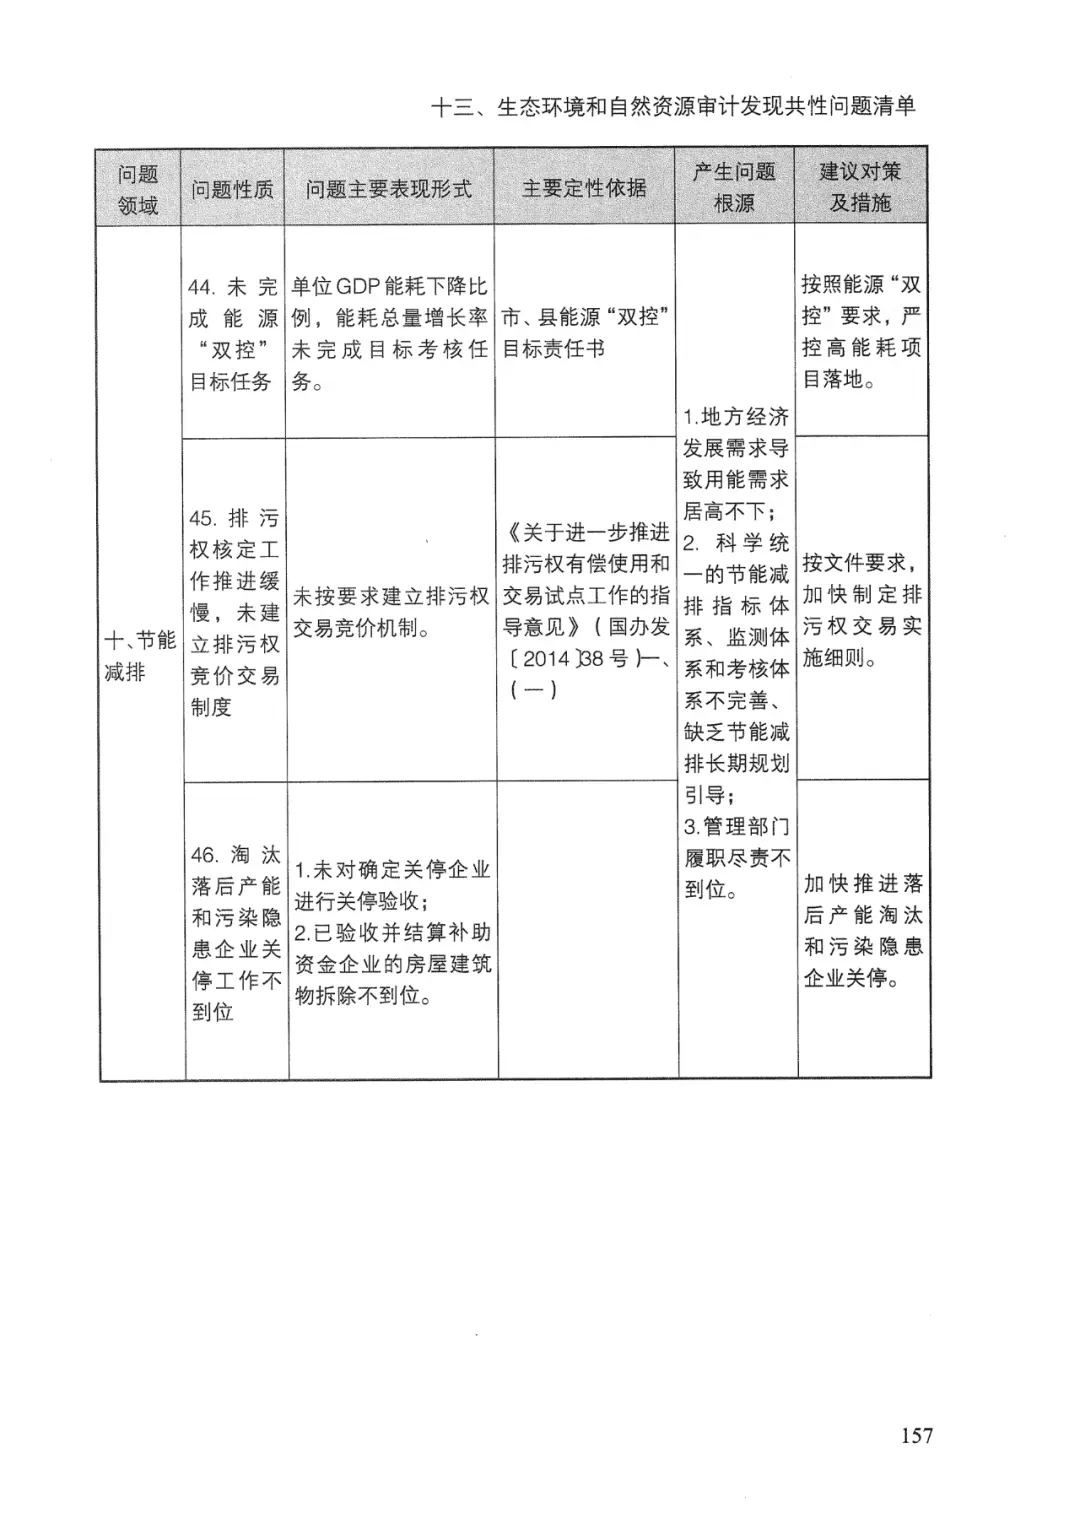 十三、生态环境和自然资源审计发现共性问题清单
问题
领域
问题性质
问题主要表现形式
主要定性依据
产生问题
根源
建议对策
及措施
十、节能
减排
44. 未完
成能源
“双控”
目标任务
单位GDP能耗下降比
例，能耗总量增长率
未完成目标考核任
务。
市、县能源“双控”
目标责任书
1.地方经济
发展需求导
致用能需求
居高不下；
2. 科学统
一的节能减
排指标体
系、监测体
系和考核体
系不完善、
缺乏节能减
排长期规划
引导；
3.管理部门
履职尽责不
到位。
按照能源“双
控”要求，严
控高能耗项
目落地。
45. 排污
权核定工
作推进缓
慢，未建
立排污权
竞价交易
制度
未按要求建立排污权
交易竞价机制。
《关于进一步推进
排污权有偿使用和
交易试点工作的指
导意见》（国办发
〔2014〕38号）一、
（一）
按文件要求，
加快制定排
污权交易实
施细则。
46. 淘汰
落后产能
和污染隐
患企业关
停工作不
到位
1.未对确定关停企业
进行关停验收；
2.已验收并结算补助
资金企业的房屋建筑
物拆除不到位。
加快推进落
后产能淘汰
和污染隐患
企业关停。
157